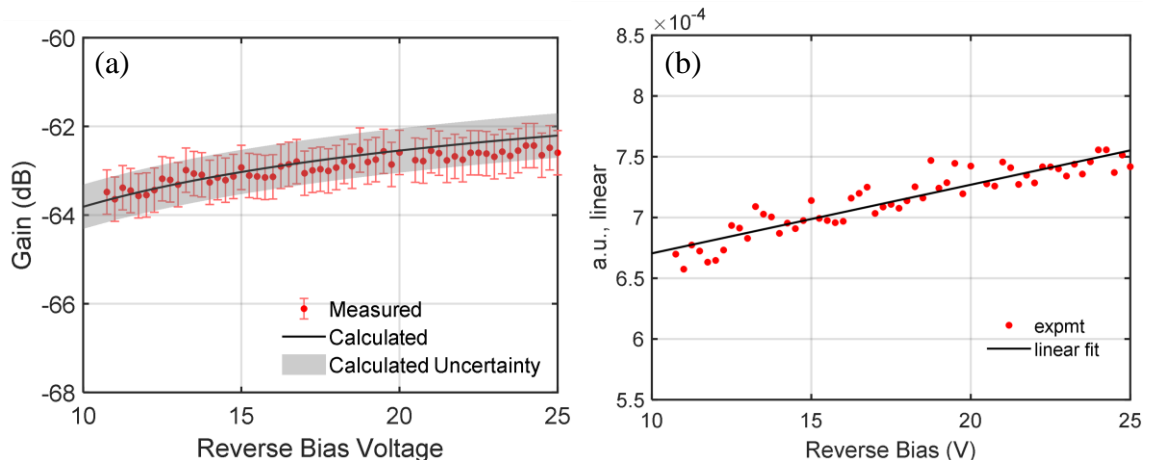 (a)
-60
-62
-64
-66
-68
Gain (dB)
Measured
Calculated
Calculated Uncertainty
10
15
20
25
Reverse Bias Voltage
×10⁻⁴
(b)
8.5
8
7.5
7
6.5
6
5.5
a.u., linear
expmt
linear fit
10
15
20
25
Reverse Bias (V)